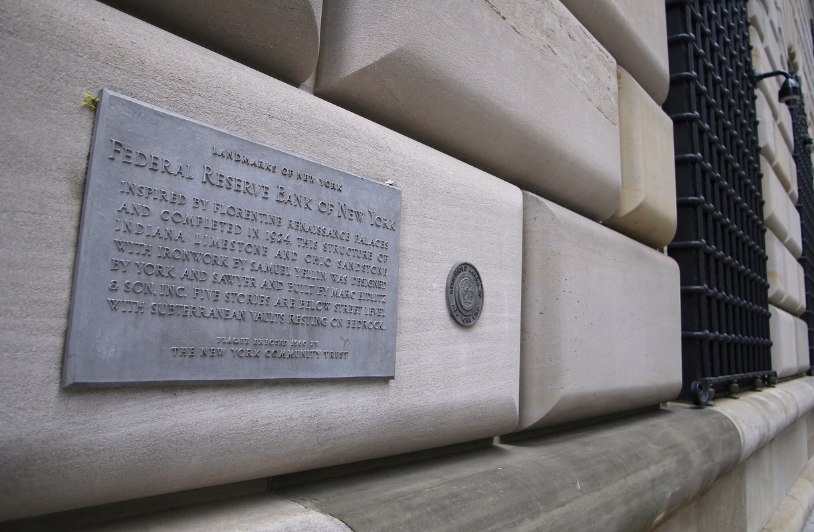 LANDMARKS OF NEW YORK
FEDERAL RESERVE BANK OF NEW YORK
INSPIRED BY FLORENTINE RENAISSANCE PALACES
AND COMPLETED IN 1924, THIS STRUCTURE OF
INDIANA LIMESTONE AND OHIO SANDSTONE
WITH IRONWORK BY SAMUEL YELLIN WAS DESIGNED
BY YORK AND SAWYER AND BUILT BY MARC EIDLITZ
& SON, INC. FIVE STORIES ARE BELOW STREET LEVEL
WITH SUBTERRANEAN VAULTS RESTING ON BEDROCK.
PLAQUE ERECTED BY
THE NEW YORK COMMUNITY TRUST